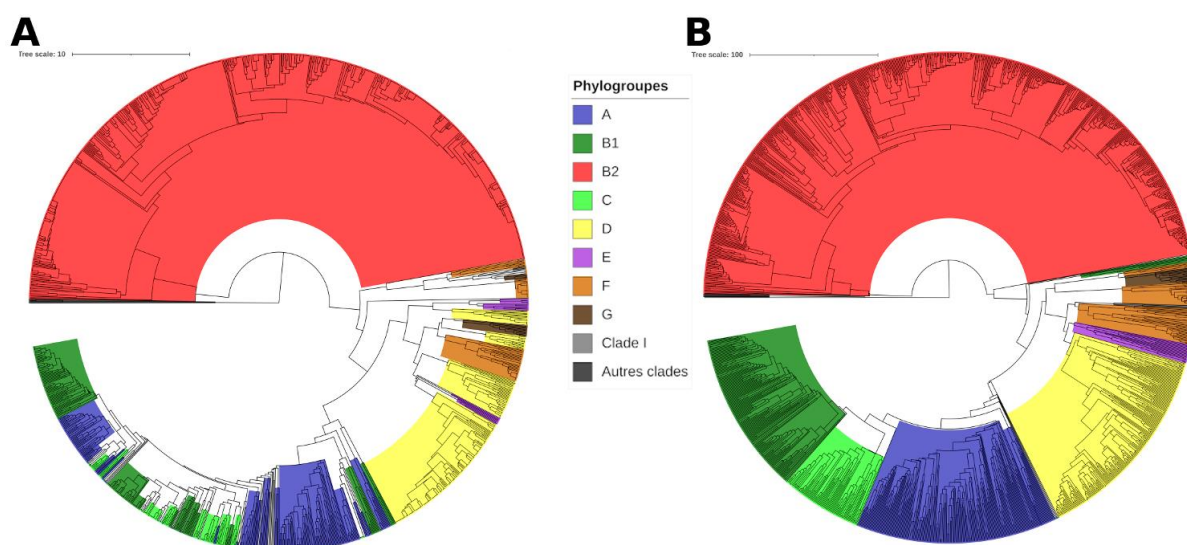 A
Tree scale: 10
B
Tree scale: 100
Phylogroupes
A
B1
B2
C
D
E
F
G
Clade I
Autres clades